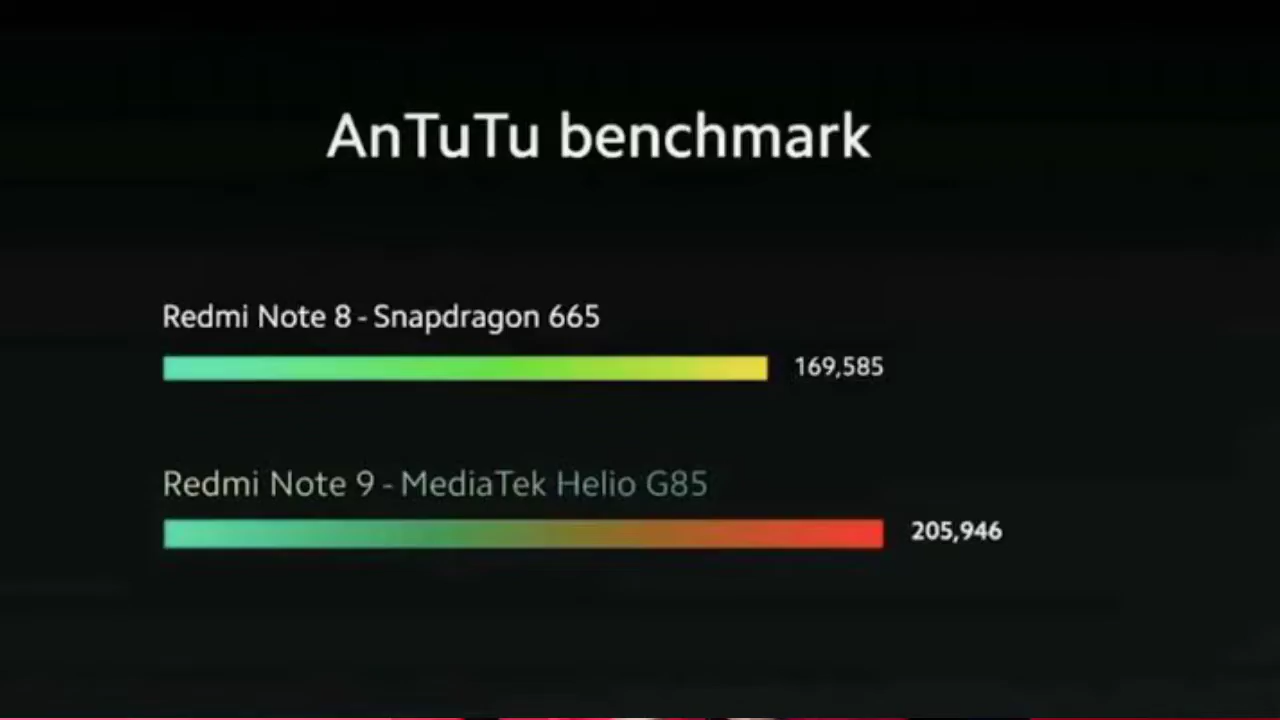 AnTuTu benchmark
Redmi Note 8 - Snapdragon 665
169,585
Redmi Note 9 - MediaTek Helio G85
205,946